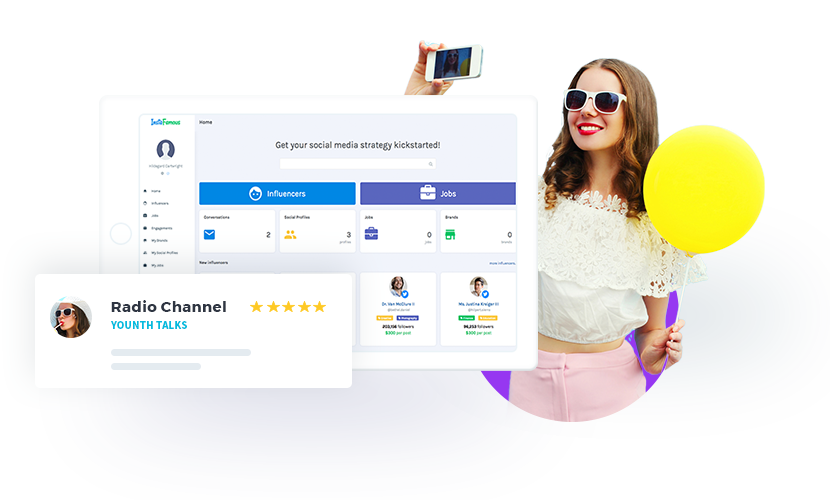 InstaFamous
Home
Hildegard Cartwright
Get your social media strategy kickstarted!
Home
Influencers
Jobs
Engagements
My Brands
My Social Profiles
My Jobs
Influencers
Jobs
Conversations
2
Social Profiles
3
profiles
Jobs
0
jobs
Brands
0
brands
New Influencers
more influencers
Dr. Van McClure II
203,106 followers
$300 per post
Ms. Justina Kreiger III
96,253 followers
$300 per post
Radio Channel
YOUNTH TALKS